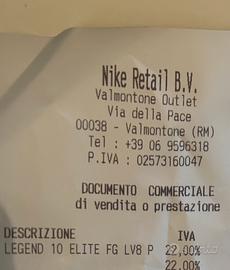 Nike Retail B.V.
Valmontone Outlet
Via della Pace
00038 - Valmontone (RM)
Tel : +39 06 9596318
P.IVA : 02573160047
DOCUMENTO COMMERCIALE
di vendita o prestazione
DESCRIZIONE IVA
LEGEND 10 ELITE FG LV8 P 22,00%
22,00%